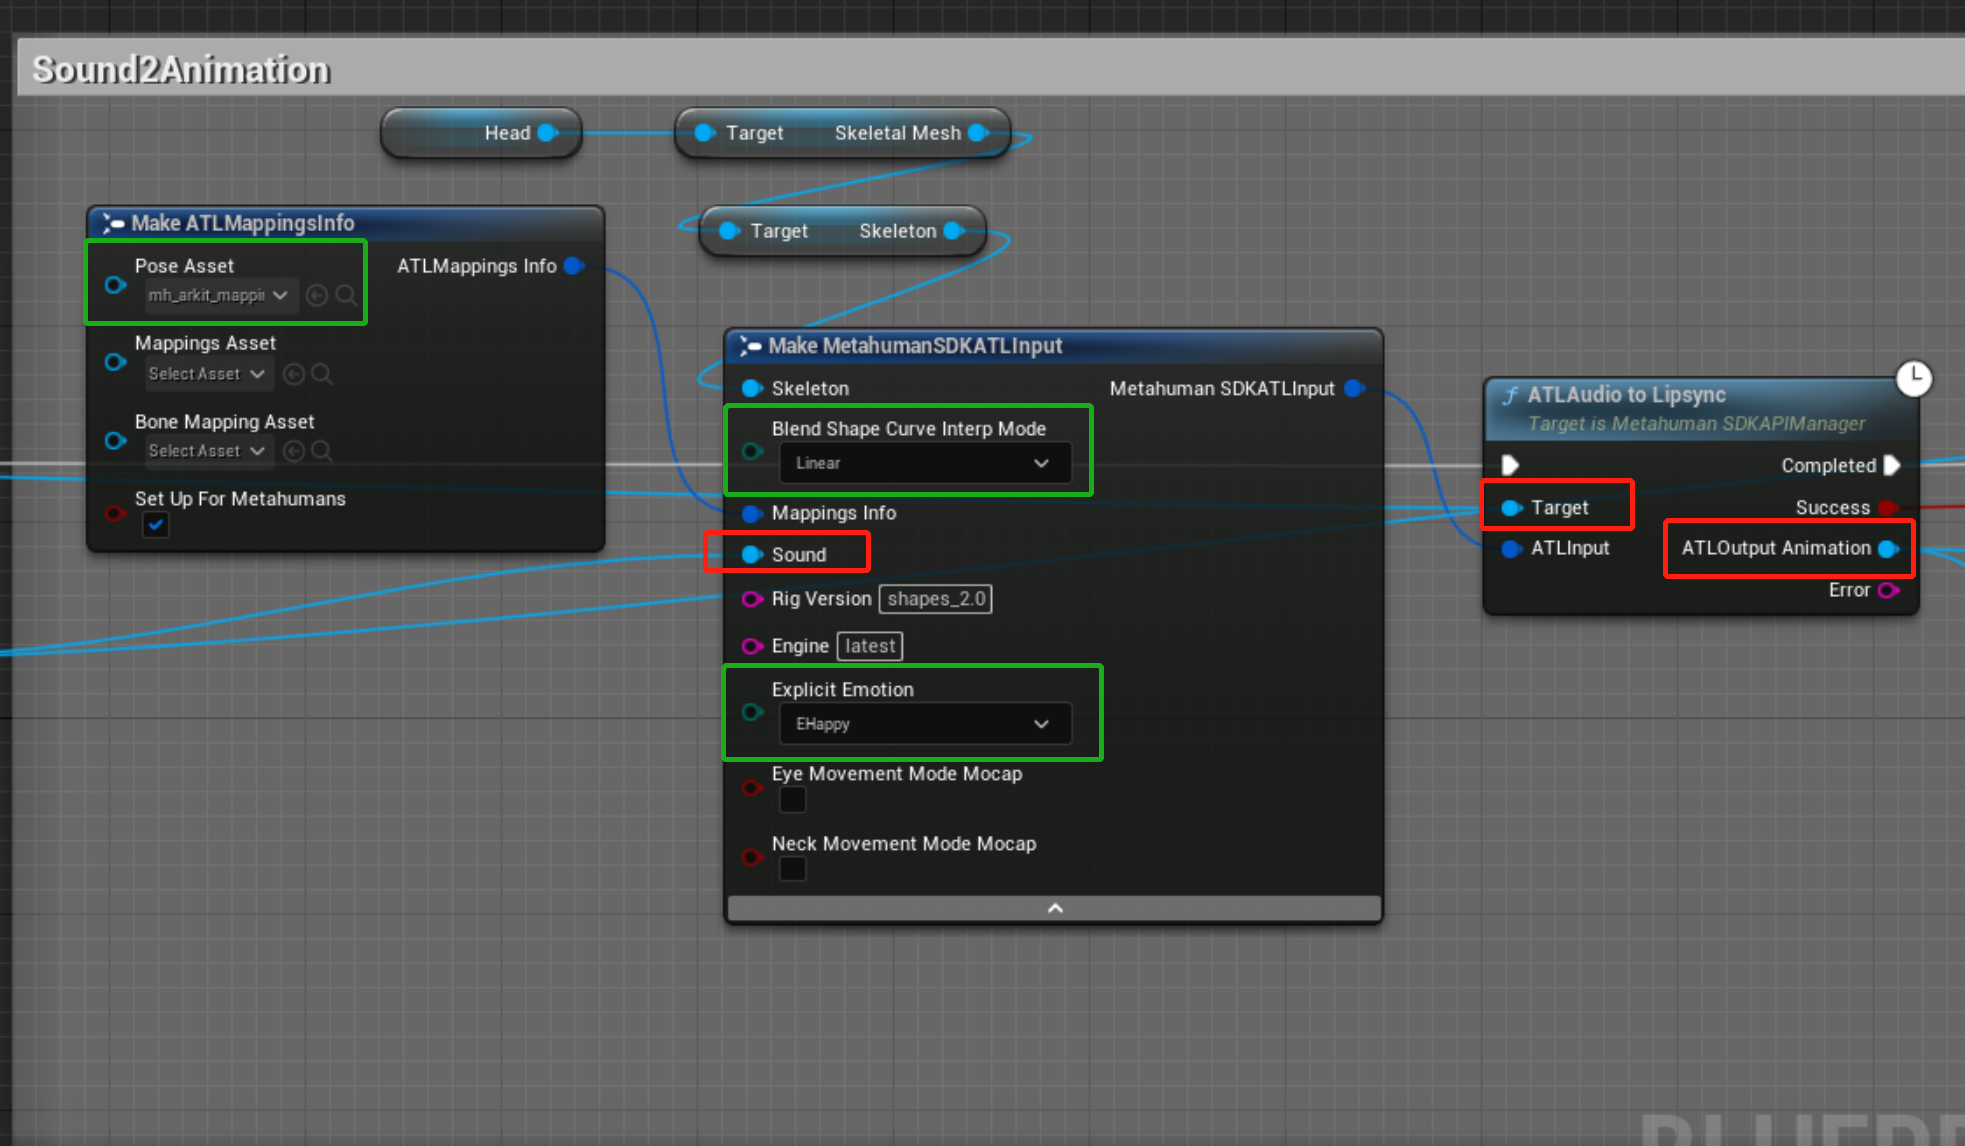 Sound2Animation
Head
Target Skeletal Mesh
Target Skeleton
Make ATLMappingsInfo
Pose Asset
ATLMappings Info
mh_arkit_mappi
Mappings Asset
Select Asset
Bone Mapping Asset
Select Asset
Set Up For Metahumans
Make MetahumanSDKATLInput
Skeleton
Metahuman SDKATLInput
Blend Shape Curve Interp Mode
Linear
Mappings Info
Sound
Rig Version shapes_2.0
Engine latest
Explicit Emotion
EHappy
Eye Movement Mode Mocap
Neck Movement Mode Mocap
ATLAudio to Lipsync
Target is Metahuman SDKAPIManager
Completed
Target Success
ATLInput ATLOutput Animation
Error